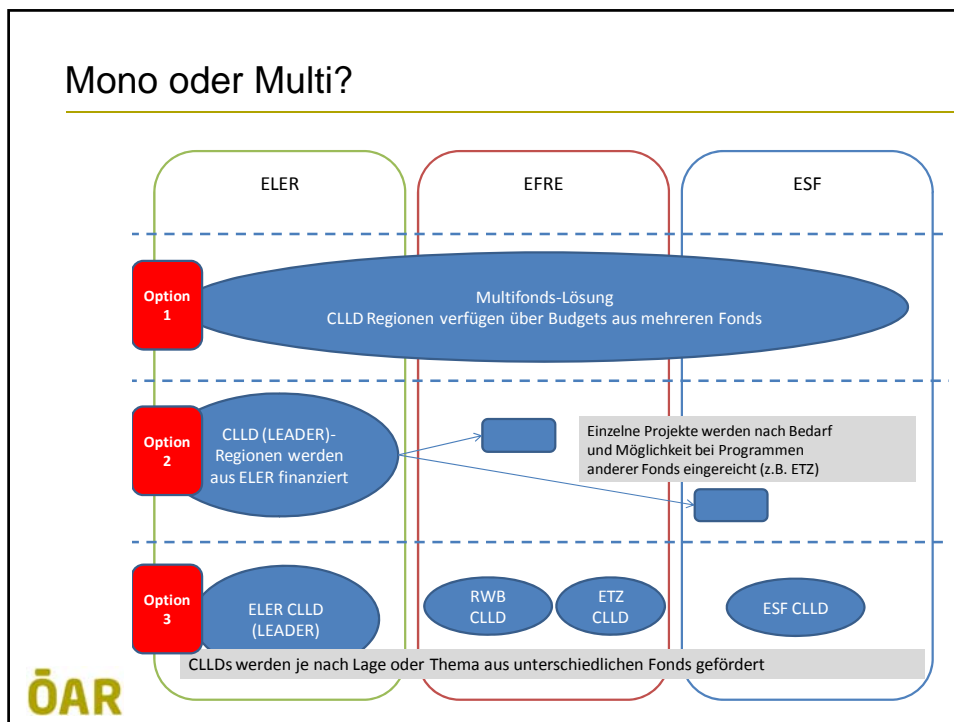 Mono oder Multi?
ELER
EFRE
ESF
Option
1
Multifonds-Lösung
CLLD Regionen verfügen über Budgets aus mehreren Fonds
Option
2
CLLD (LEADER)-
Regionen werden
aus ELER finanziert
Einzelne Projekte werden nach Bedarf
und Möglichkeit bei Programmen
anderer Fonds eingereicht (z.B. ETZ)
Option
3
ELER CLLD
(LEADER)
RWB
CLLD
ETZ
CLLD
ESF CLLD
CLLDs werden je nach Lage oder Thema aus unterschiedlichen Fonds gefördert
ÖAR